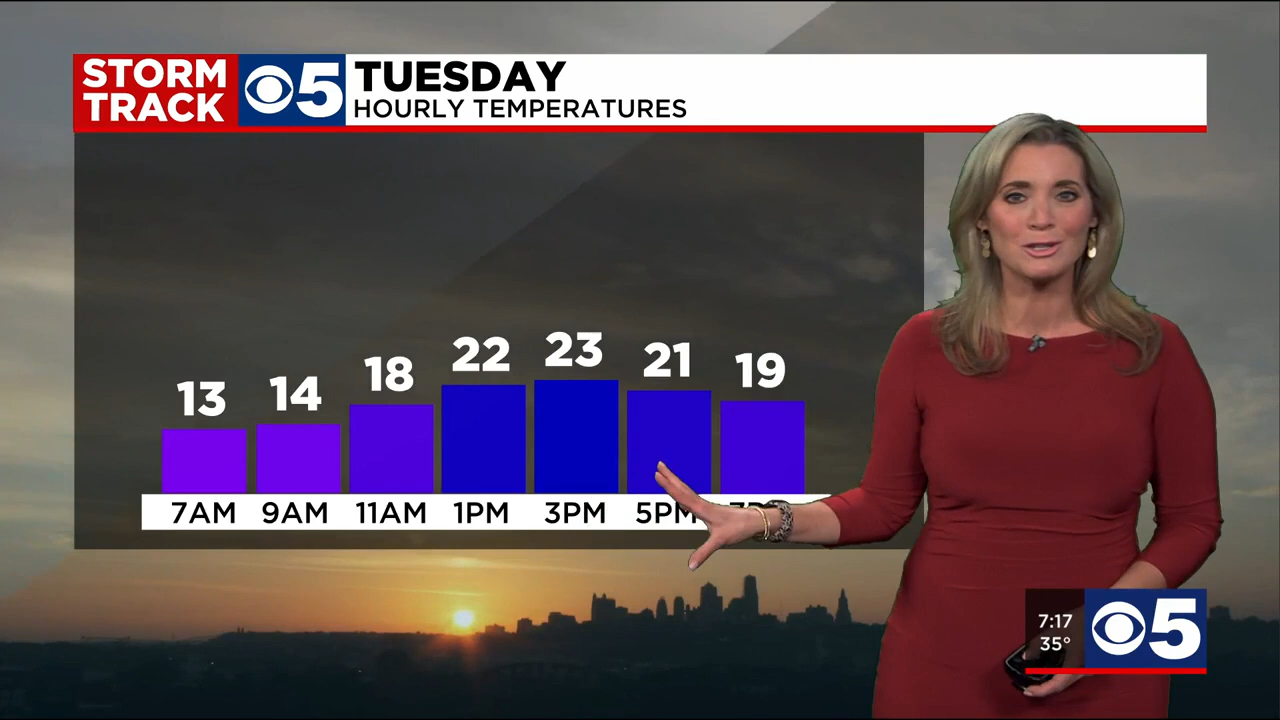 STORM
TRACK
5
TUESDAY
HOURLY TEMPERATURES
13 14 18 22 23 21 19
7AM 9AM 11AM 1PM 3PM 5PM
7:17
35°
5